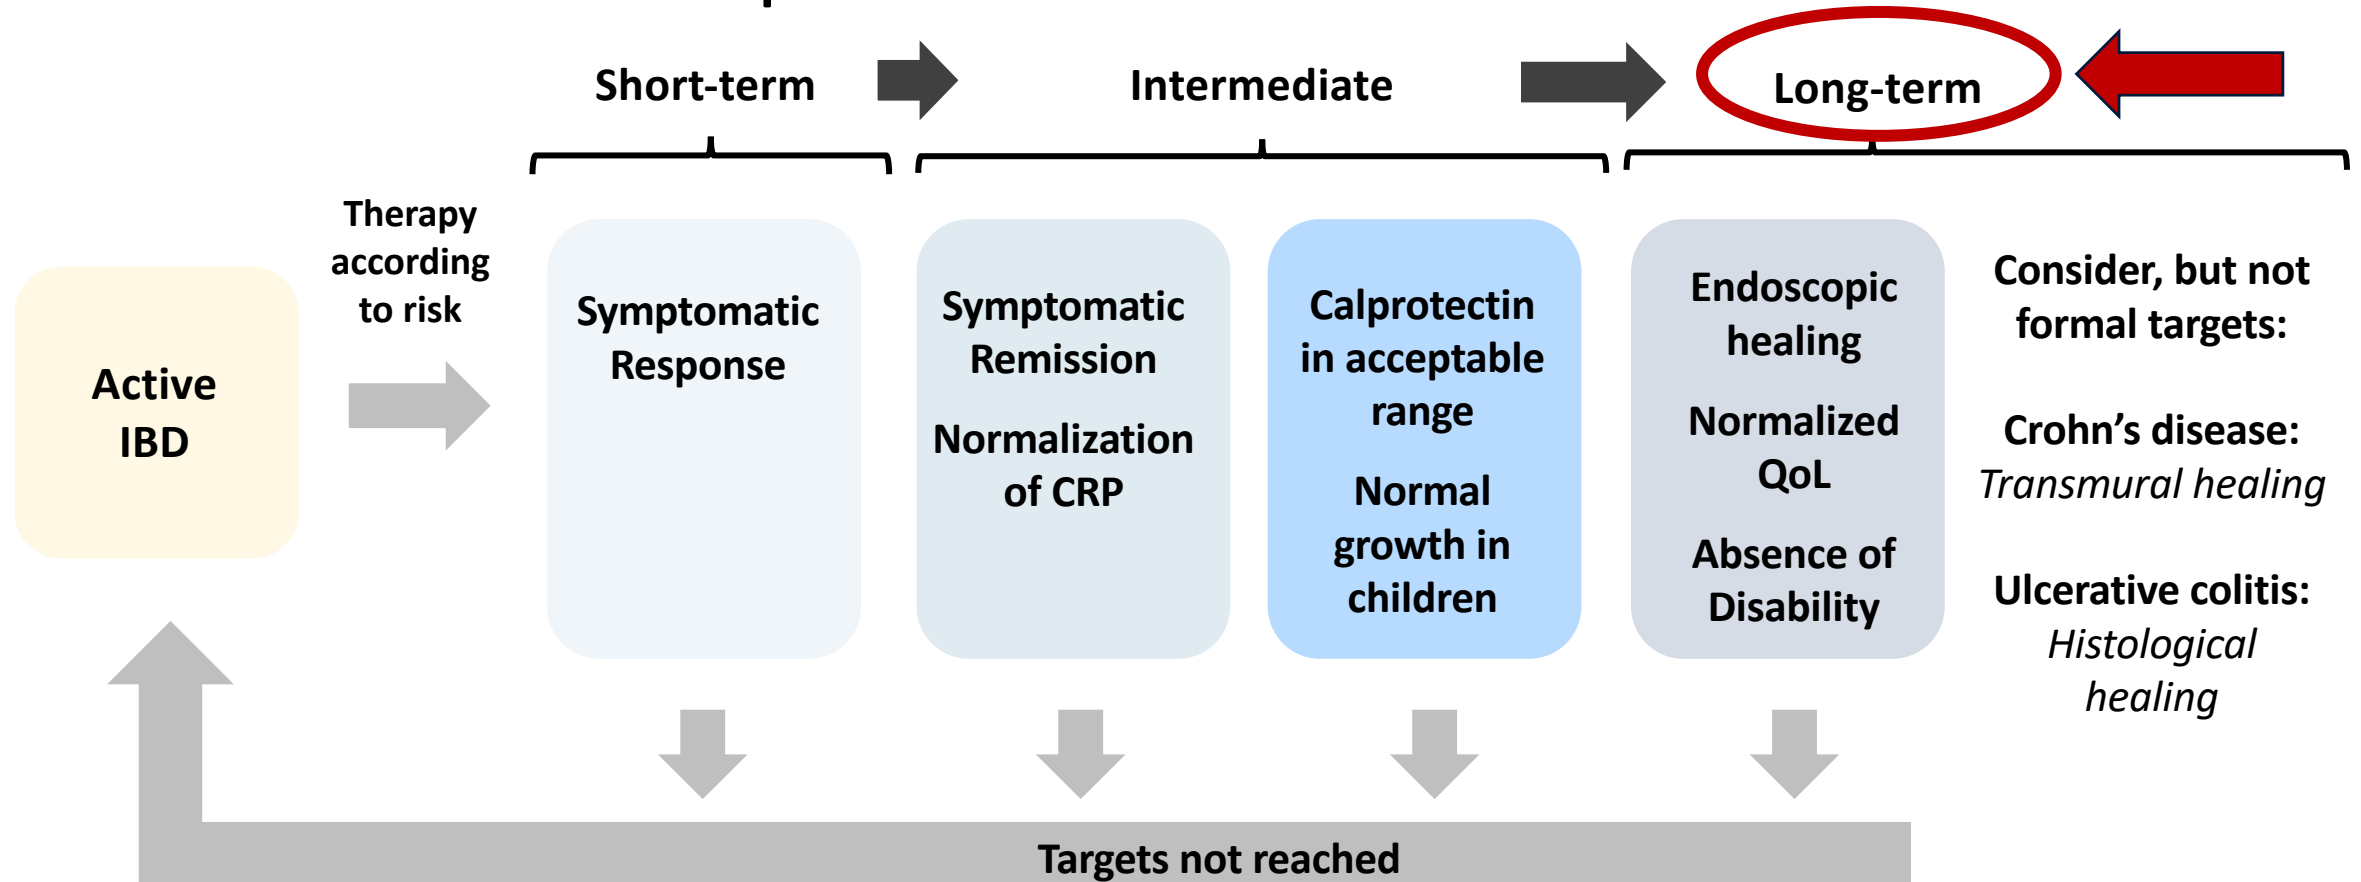 Short-term
Intermediate
Long-term
Therapy
according
to risk
Active
IBD
Symptomatic
Response
Symptomatic
Remission
Normalization
of CRP
Calprotectin
in acceptable
range
Normal
growth in
children
Endoscopic
healing
Normalized
QoL
Absence of
Disability
Consider, but not
formal targets:
Crohn’s disease:
Transmural healing
Ulcerative colitis:
Histological
healing
Targets not reached